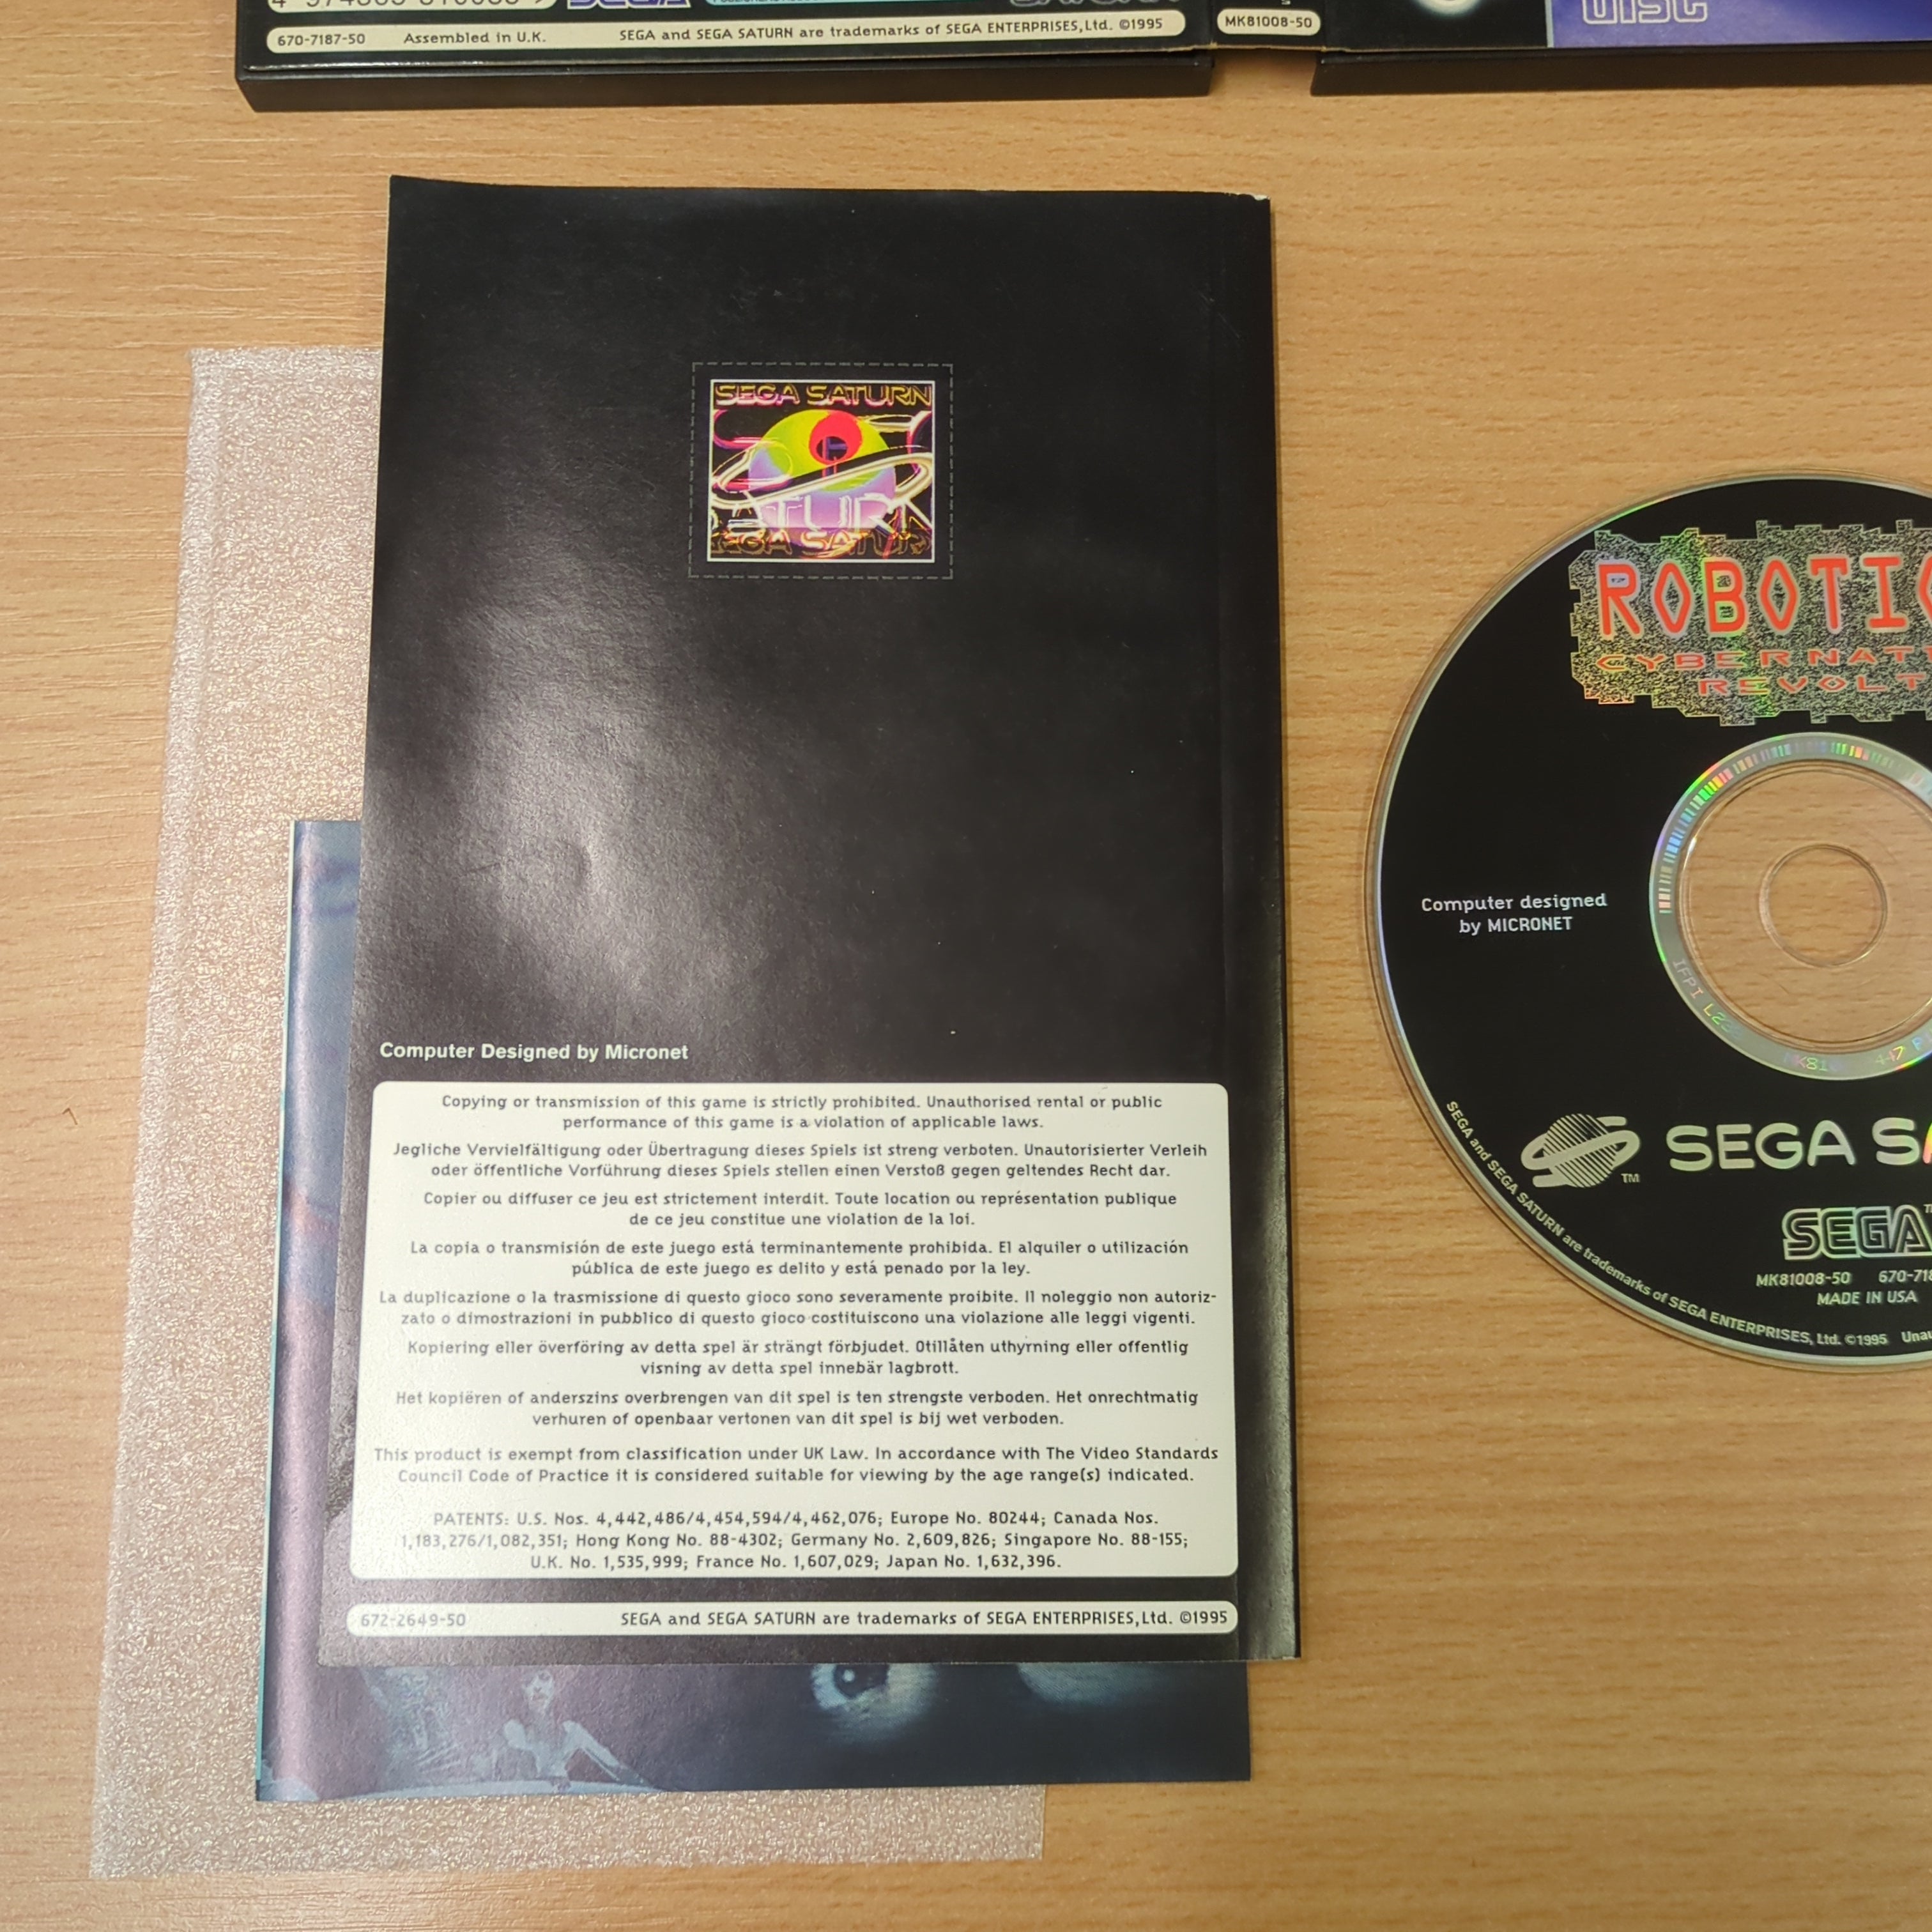 670-7187-50 Assembled in U.K. SEGA and SEGA SATURN are trademarks of SEGA ENTERPRISES,Ltd. ©1995
MK81008-50
DISC
SEGA SATURN
Computer Designed by Micronet
Copying or transmission of this game is strictly prohibited. Unauthorised rental or public
performance of this game is a violation of applicable laws.
Jegliche Vervielfältigung oder Übertragung dieses Spiels ist streng verboten. Unautorisierter Verleih
oder öffentliche Vorführung dieses Spiels stellen einen Verstoß gegen geltendes Recht dar.
Copier ou diffuser ce jeu est strictement interdit. Toute location ou représentation publique
de ce jeu constitue une violation de la loi.
La copia o transmisión de este juego está terminantemente prohibida. El alquiler o utilización
pública de este juego es delito y está penado por la ley.
La duplicazione o la trasmissione di questo gioco sono severamente proibite. Il noleggio non autoriz-
zato o dimostrazioni in pubblico di questo gioco costituiscono una violazione alle leggi vigenti.
Kopiering eller överföring av detta spel är strängt förbjudet. Otillåten uthyrning eller offentlig
visning av detta spel innebär lagbrott.
Het kopiëren of anderszins overbrengen van dit spel is ten strengste verboden. Het onrechtmatig
verhuren of openbaar vertonen van dit spel is bij wet verboden.
This product is exempt from classification under UK Law. In accordance with The Video Standards
Council Code of Practice it is considered suitable for viewing by the age range(s) indicated.
PATENTS: U.S. Nos. 4,442,486/4,454,594/4,462,076; Europe No. 80244; Canada Nos.
1,183,276/1,082,351; Hong Kong No. 88-4302; Germany No. 2,609,826; Singapore No. 88-155;
U.K. No. 1,535,999; France No. 1,607,029; Japan No. 1,632,396.
672-2649-50 SEGA and SEGA SATURN are trademarks of SEGA ENTERPRISES,Ltd. ©1995
ROBOTIC
CYBERNAT
REVOLT
Computer designed
by MICRONET
IFPI
SEGA
TM
SEGA
MK81008-50 670-718
MADE IN USA
SEGA and SEGA SATURN are trademarks of SEGA ENTERPRISES, Ltd. ©1995